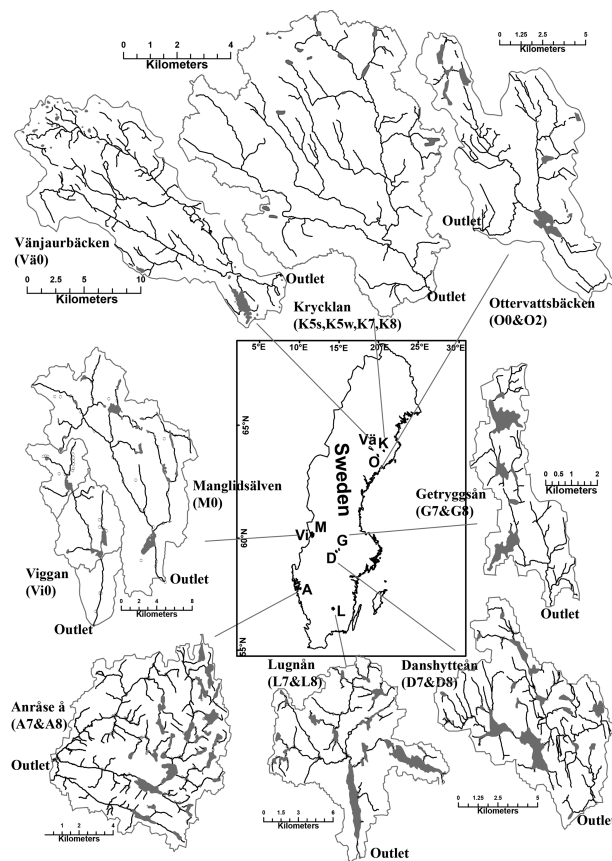 0 2 4
Kilometers
0 1.25 2.5 5
Kilometers
Vänjaurbäcken
(Vä0)
0 2.5 5 10
Kilometers
Outlet
Outlet
Outlet
Outlet
Krycklan
(K5s,K5w,K7,K8)
Ottervattsbäcken
(O0&O2)
5°E 10°E 15°E 20°E 25°E 30°E
65°N
60°N
55°N
Sweden
Vä
K
O
M
Vi
G
D
A
L
Manglidsälven
(M0)
Viggan
(Vi0)
Outlet
Outlet
0 2 4 8
Kilometers
Getryggsån
(G7&G8)
0 0.5 1 2
Kilometers
Outlet
Anråse å
(A7&A8)
Outlet
1 2 4
Kilometers
Lugnån
(L7&L8)
0 1.5 3 6
Kilometers
Outlet
Danshytteån
(D7&D8)
0 1.25 2.5 5
Kilometers
Outlet